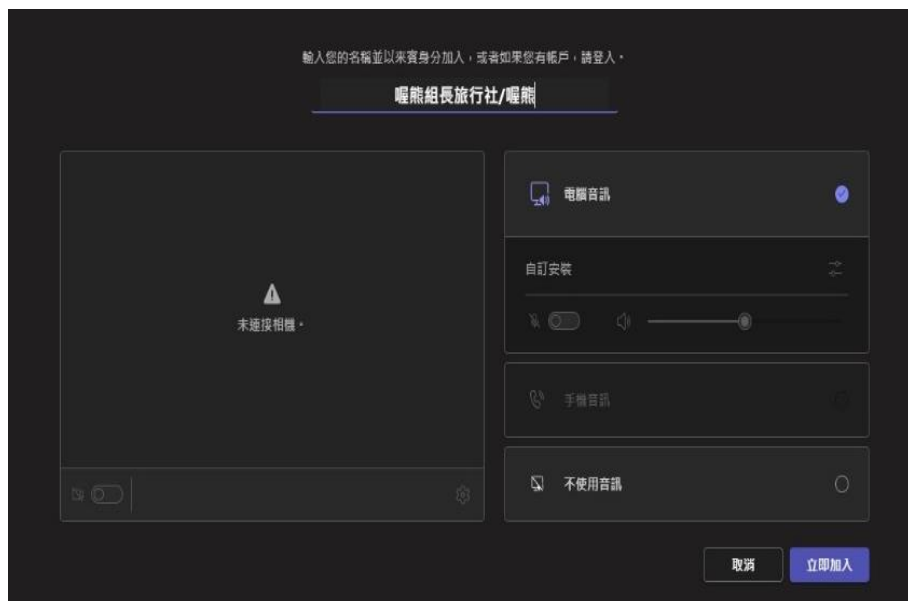 輸入您的名稱並以來賓身分加入，或者如果您有帳戶，請登入。
喔熊組長旅行社/喔熊
電腦音訊
自訂安裝
未連接相機。
手機音訊
不使用音訊
取消
立即加入